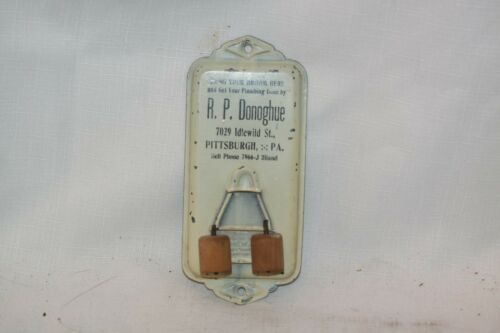 HANG YOUR BROOM HERE
And Get Your Plumbing Done by
R. P. Donoghue
7029 Idlewild St.,
PITTSBURGH, :-: PA.
Bell Phone 7966-J Hiland